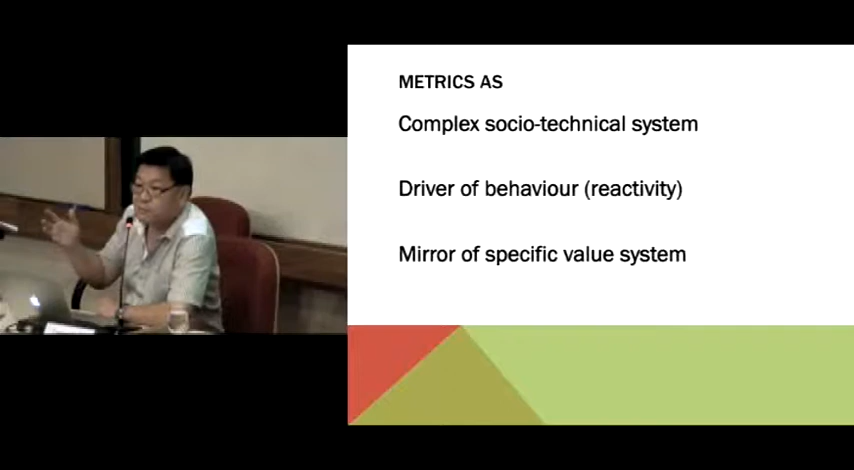 METRICS AS
Complex socio-technical system
Driver of behaviour (reactivity)
Mirror of specific value system